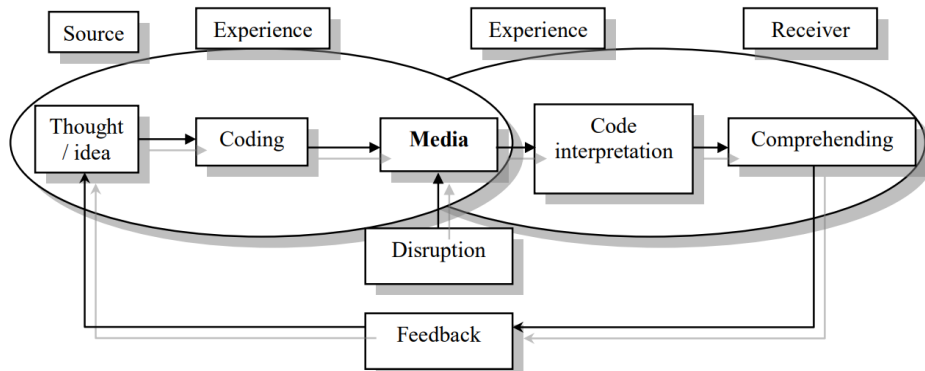 Source
Experience
Experience
Receiver
Thought
/ idea
Coding
Media
Code
interpretation
Comprehending
Disruption
Feedback